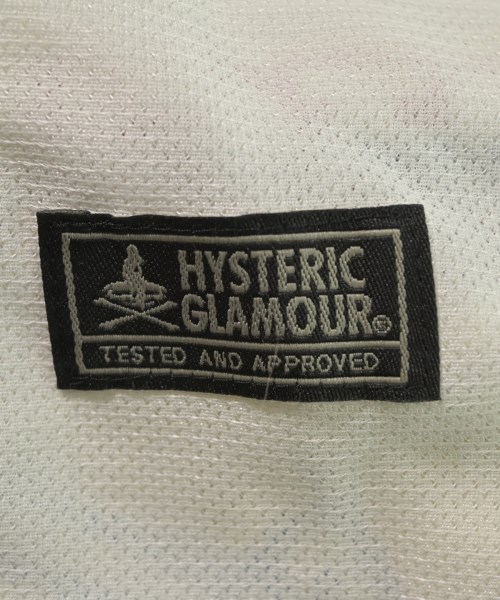 HYSTERIC
GLAMOUR®
TESTED AND APPROVED